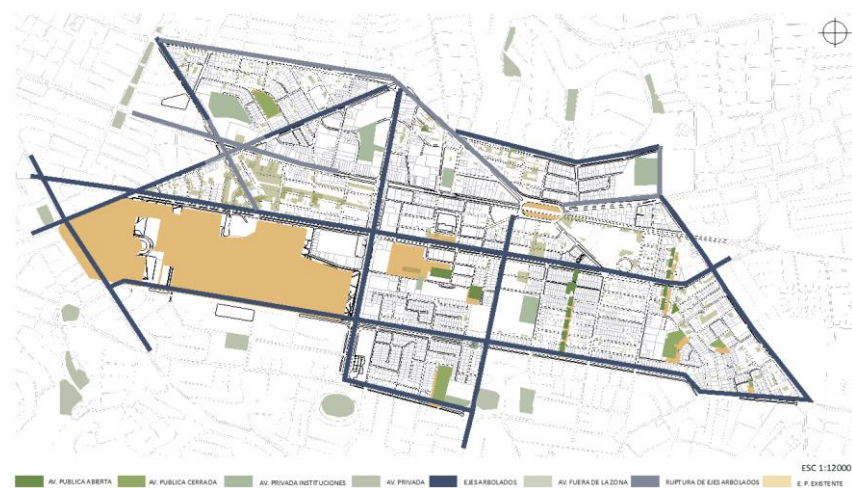 ESC 1:12000
AV. PUBLICA ABIERTA AV. PUBLICA CERRADA AV. PRIVADA INSTITUCIONES AV. PRIVADA EJES ARBOLADOS AV. FUERA DE LA ZONA RUPTURA DE EJES ARBOLADOS E. P. EXISTENTE